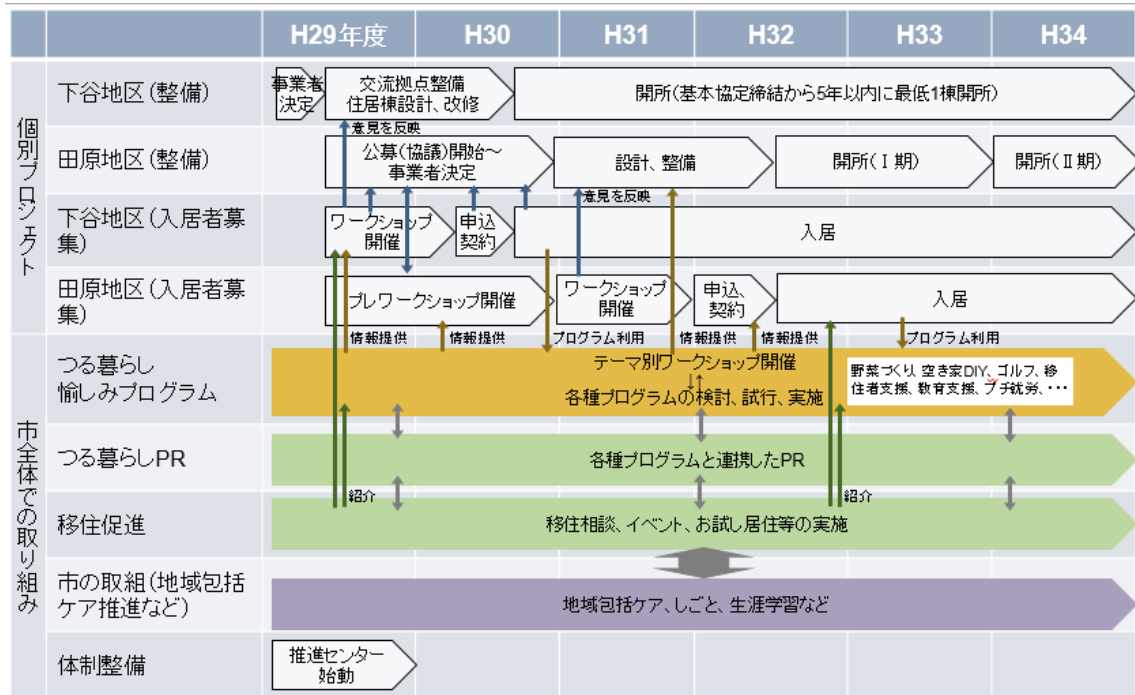 H29年度
H30
H31
H32
H33
H34
個別プロジェクト
下谷地区(整備)
事業者
決定
交流拠点整備
住居棟設計、改修
開所(基本協定締結から5年以内に最低1棟開所)
意見を反映
田原地区(整備)
公募(協議)開始～
事業者決定
設計、整備
開所(Ⅰ期)
開所(Ⅱ期)
意見を反映
下谷地区(入居者募
集)
ワークショップ
開催
申込
契約
入居
田原地区(入居者募
集)
プレワークショップ開催
ワークショップ
開催
申込、
契約
入居
情報提供
情報提供
プログラム利用
情報提供
情報提供
プログラム利用
市全体での取り組み
つる暮らし
愉しみプログラム
テーマ別ワークショップ開催
↓↑
各種プログラムの検討、試行、実施
野菜づくり、空き家DIY、ゴルフ、移
住者支援、教育支援、プチ就労、・・・
つる暮らしPR
各種プログラムと連携したPR
紹介
紹介
移住促進
移住相談、イベント、お試し居住等の実施
市の取組(地域包括
ケア推進など)
地域包括ケア、しごと、生涯学習など
体制整備
推進センター
始動